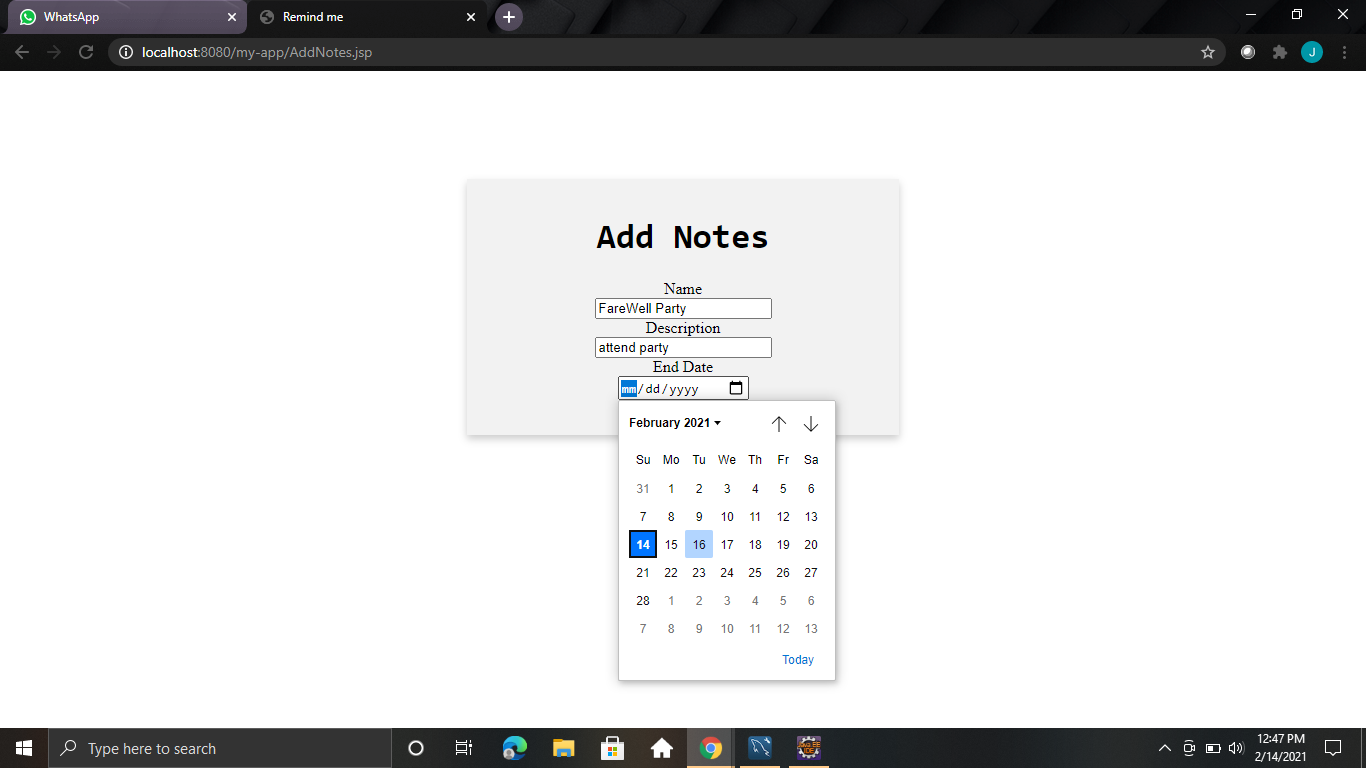 WhatsApp
Remind me
localhost:8080/my-app/AddNotes.jsp
J
Add Notes
Name
FareWell Party
Description
attend party
End Date
mm/dd/yyyy
February 2021
Su Mo Tu We Th Fr Sa
31 1 2 3 4 5 6
7 8 9 10 11 12 13
14 15 16 17 18 19 20
21 22 23 24 25 26 27
28 1 2 3 4 5 6
7 8 9 10 11 12 13
Today
Type here to search
Java EE
IDE
12:47 PM
2/14/2021